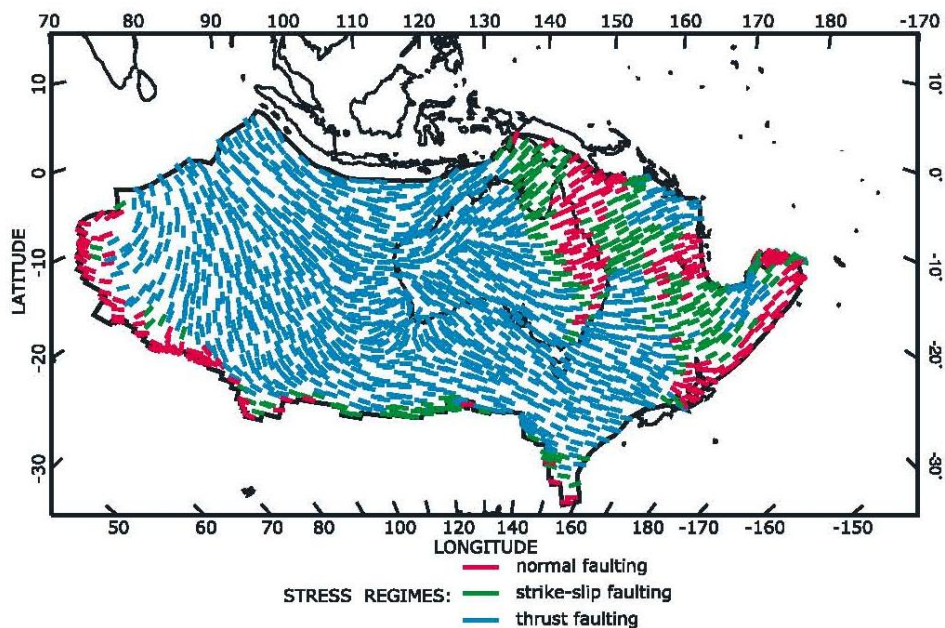 70 80 90 100 110 120 130 140 150 160 170 180 -170
10 10
0 0
-10 -10°
-20 -20°
-30 -30°
LATITUDE
50 60 70 80 100 120 140 160 180 -170 -160 -150
LONGITUDE
normal faulting
STRESS REGIMES: strike-slip faulting
thrust faulting